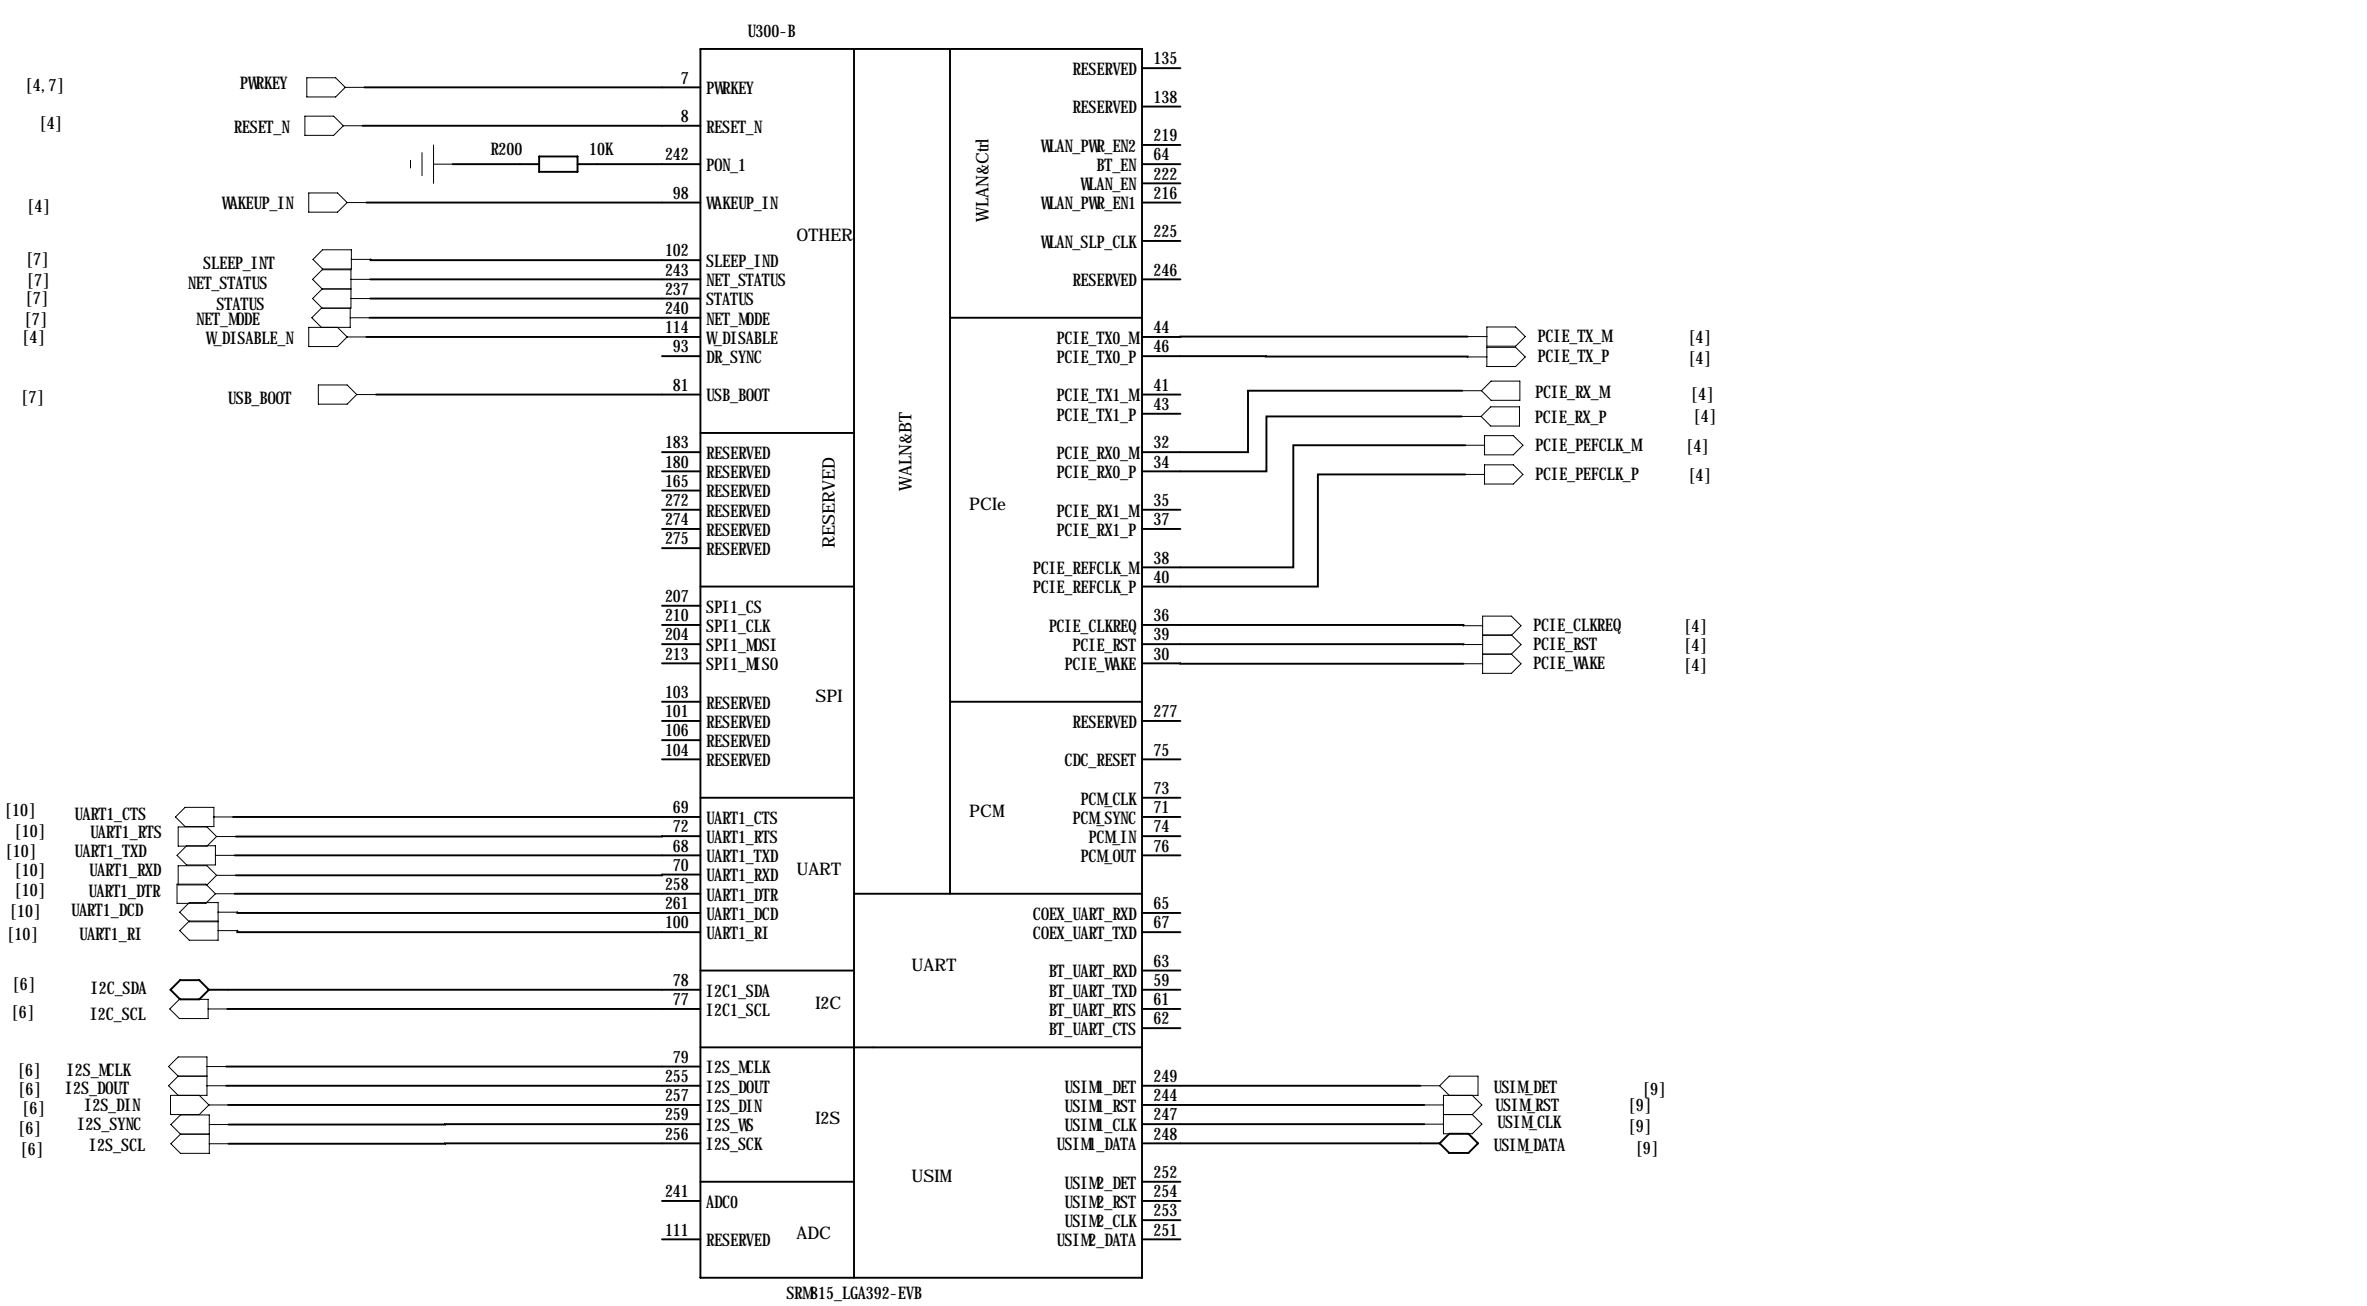 U300-B
[4,7] PWRKEY 7 PWRKEY
[4] RESET_N 8 RESET_N
R200 10K 242 PON_1
[4] WAKEUP_IN 98 WAKEUP_IN
OTHER
[7] SLEEP_INT 102 SLEEP_IND
[7] NET_STATUS 243 NET_STATUS
[7] STATUS 237 STATUS
[7] NET_MODE 240 NET_MODE
[4] W_DISABLE_N 114 W_DISABLE
93 DR_SYNC
[7] USB_BOOT 81 USB_BOOT
183 RESERVED
180 RESERVED
165 RESERVED
272 RESERVED
274 RESERVED
275 RESERVED
RESERVED
207 SPI1_CS
210 SPI1_CLK
204 SPI1_MOSI
213 SPI1_MISO
SPI
103 RESERVED
101 RESERVED
106 RESERVED
104 RESERVED
[10] UART1_CTS 69 UART1_CTS
[10] UART1_RTS 72 UART1_RTS
[10] UART1_TXD 68 UART1_TXD
[10] UART1_RXD 70 UART1_RXD
[10] UART1_DTR 258 UART1_DTR
[10] UART1_DCD 261 UART1_DCD
[10] UART1_RI 100 UART1_RI
UART
[6] I2C_SDA 78 I2C1_SDA
[6] I2C_SCL 77 I2C1_SCL
I2C
[6] I2S_MCLK 79 I2S_MCLK
[6] I2S_DOUT 255 I2S_DOUT
[6] I2S_DIN 257 I2S_DIN
[6] I2S_SYNC 259 I2S_WS
[6] I2S_SCL 256 I2S_SCK
I2S
241 ADC0
111 RESERVED
ADC
WALN&BT
WLAN&Ctrl
RESERVED 135
RESERVED 138
WLAN_PWR_EN2 219
BT_EN 64
WLAN_EN 222
WLAN_PWR_EN1 216
WLAN_SLP_CLK 225
RESERVED 246
PCIe
PCIE_TX0_M 44 PCIE_TX_M [4]
PCIE_TX0_P 46 PCIE_TX_P [4]
PCIE_TX1_M 41
PCIE_TX1_P 43
PCIE_RX0_M 32 PCIE_RX_M [4]
PCIE_RX0_P 34 PCIE_RX_P [4]
PCIE_RX1_M 35
PCIE_RX1_P 37
PCIE_REFCLK_M 38 PCIE_PEFCLK_M [4]
PCIE_REFCLK_P 40 PCIE_PEFCLK_P [4]
PCIE_CLKREQ 36 PCIE_CLKREQ [4]
PCIE_RST 39 PCIE_RST [4]
PCIE_WAKE 30 PCIE_WAKE [4]
RESERVED 277
CDC_RESET 75
PCM
PCM_CLK 73
PCM_SYNC 71
PCM_IN 74
PCM_OUT 76
COEX_UART_RXD 65
COEX_UART_TXD 67
UART
BT_UART_RXD 63
BT_UART_TXD 59
BT_UART_RTS 61
BT_UART_CTS 62
USIM1_DET 249 USIM_DET [9]
USIM1_RST 244 USIM_RST [9]
USIM1_CLK 247 USIM_CLK [9]
USIM1_DATA 248 USIM_DATA [9]
USIM
USIM2_DET 252
USIM2_RST 254
USIM2_CLK 253
USIM2_DATA 251
SRM815_LGA392-EVB